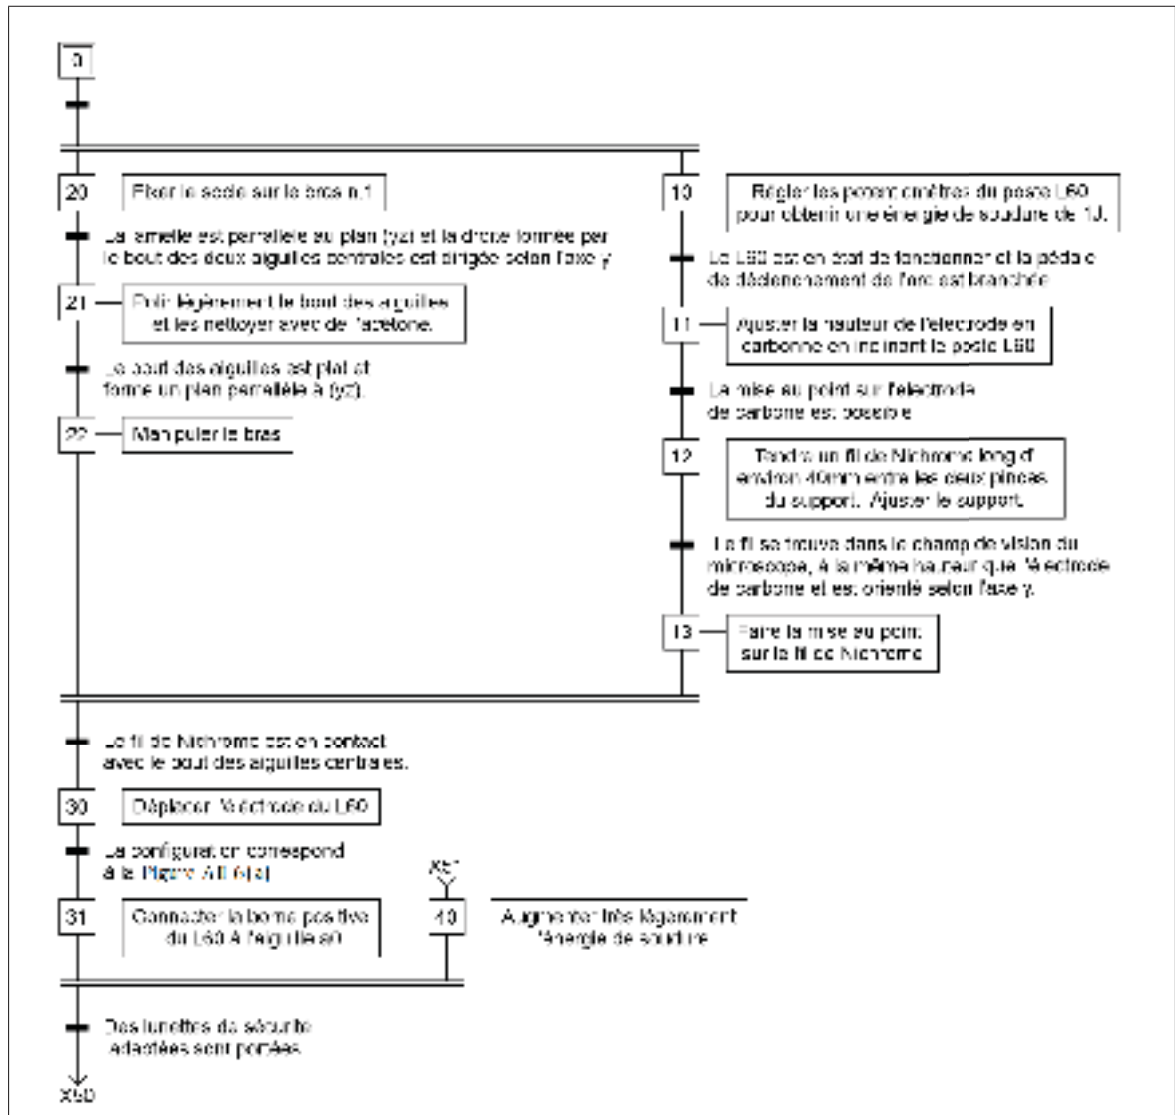 0
20
Fixer le socle sur le bras n.1
La lamelle est parrallèle au plan (yz) et la droite formée par
le bout des deux aiguilles centrales est dirigée selon l'axe y
21
Polir légèrement le bout des aiguilles
et les nettoyer avec de l'acétone.
Le bout des aiguilles est plat et
forme un plan parrallèle à (yz).
22
Manipuler le bras
10
Régler les potentiomètres du poste L60
pour obtenir une énergie de soudure de 1J.
Le L60 est en état de fonctionner et la pédale
de déclenchement de l'arc est branchée
11
Ajuster la hauteur de l'électrode en
carbonne en inclinant le poste L60
La mise au point sur l'électrode
de carbone est possible
12
Tendre un fil de Nichrome long d'
environ 40mm entre les deux pinces
du support. Ajuster le support.
Le fil se trouve dans le champ de vision du
microscope, à la même hauteur que l'électrode
de carbone et est orienté selon l'axe y.
13
Faire la mise au point
sur le fil de Nichrome
Le fil de Nichrome est en contact
avec le bout des aiguilles centrales.
30
Déplacer l'éléctrode du L60
La configuration correspond
à la Figure
X51
31
Connecter la borne positive
du L60 à l'aiguille a0
40
Augmenter très légèrement
l'énergie de soudure
Des lunettes de sécurité
adaptées sont portées
X50